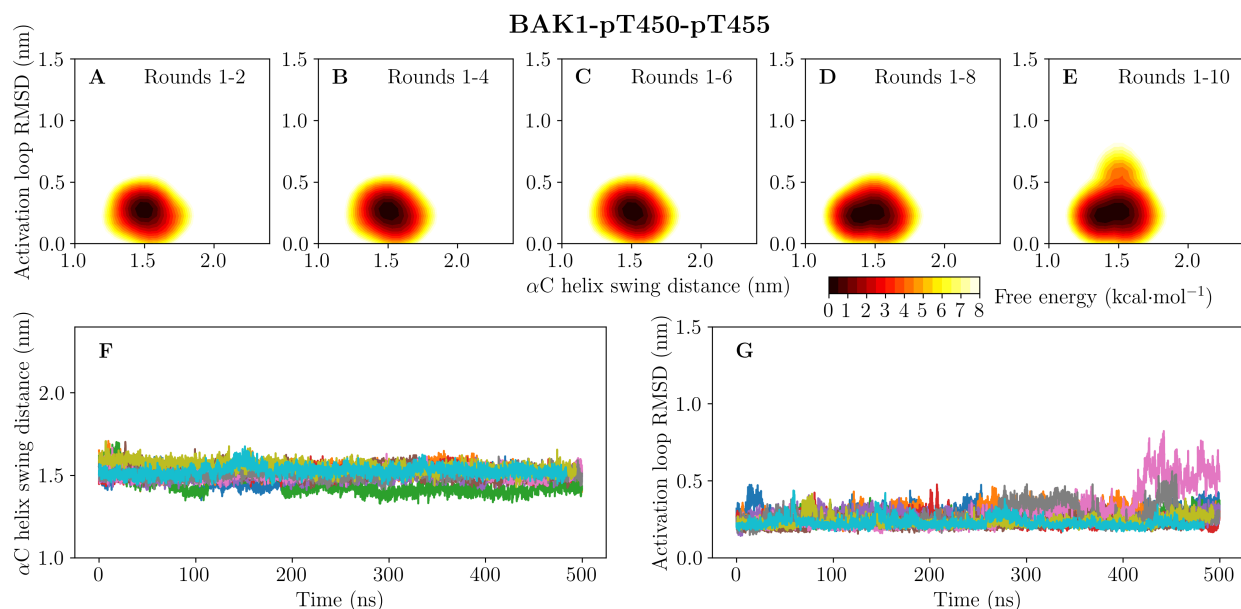 BAK1-pT450-pT455
Activation loop RMSD (nm)
1.5
1.0
0.5
0.0
A Rounds 1-2
1.0 1.5 2.0
B Rounds 1-4
1.5
1.0
0.5
0.0
1.0 1.5 2.0
C Rounds 1-6
1.5
1.0
0.5
0.0
1.0 1.5 2.0
D Rounds 1-8
1.5
1.0
0.5
0.0
1.0 1.5 2.0
E Rounds 1-10
1.5
1.0
0.5
0.0
1.0 1.5 2.0
αC helix swing distance (nm)
0 1 2 3 4 5 6 7 8
Free energy (kcal·mol⁻¹)
αC helix swing distance (nm)
F
2.0
1.5
1.0
0 100 200 300 400 500
Time (ns)
Activation loop RMSD (nm)
G
1.5
1.0
0.5
0.0
0 100 200 300 400 500
Time (ns)